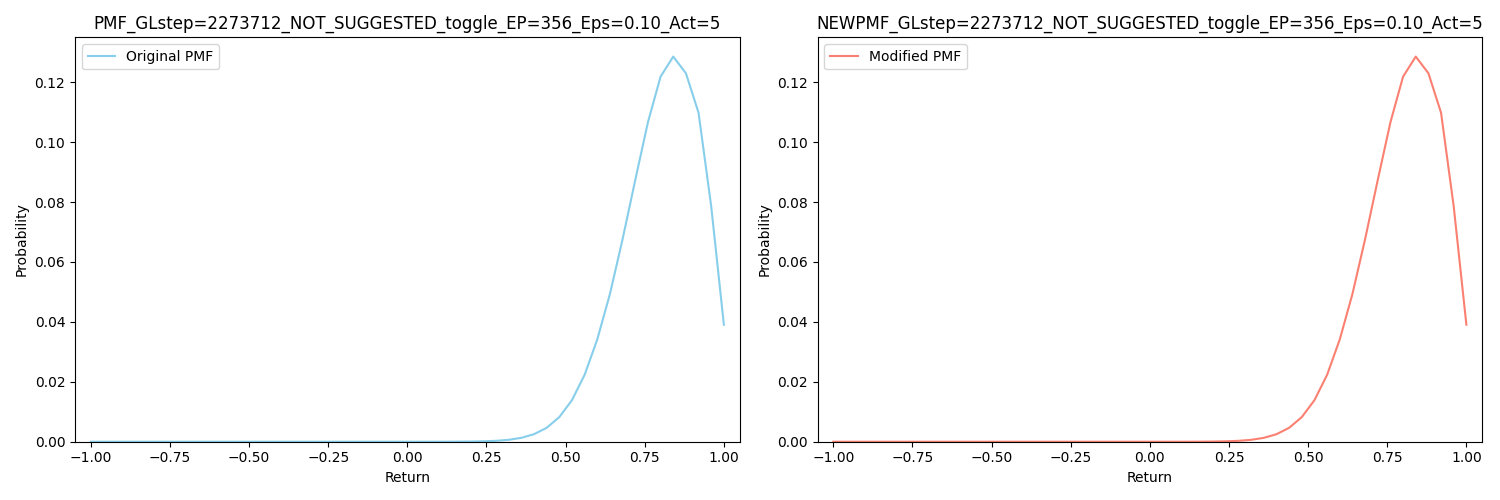 PMF_GLstep=2273712_NOT_SUGGESTED_toggle_EP=356_Eps=0.10_Act=5
Original PMF
Probability
0.12
0.10
0.08
0.06
0.04
0.02
0.00
−1.00 −0.75 −0.50 −0.25 0.00 0.25 0.50 0.75 1.00
Return
NEWPMF_GLstep=2273712_NOT_SUGGESTED_toggle_EP=356_Eps=0.10_Act=5
Modified PMF
Probability
0.12
0.10
0.08
0.06
0.04
0.02
0.00
−1.00 −0.75 −0.50 −0.25 0.00 0.25 0.50 0.75 1.00
Return